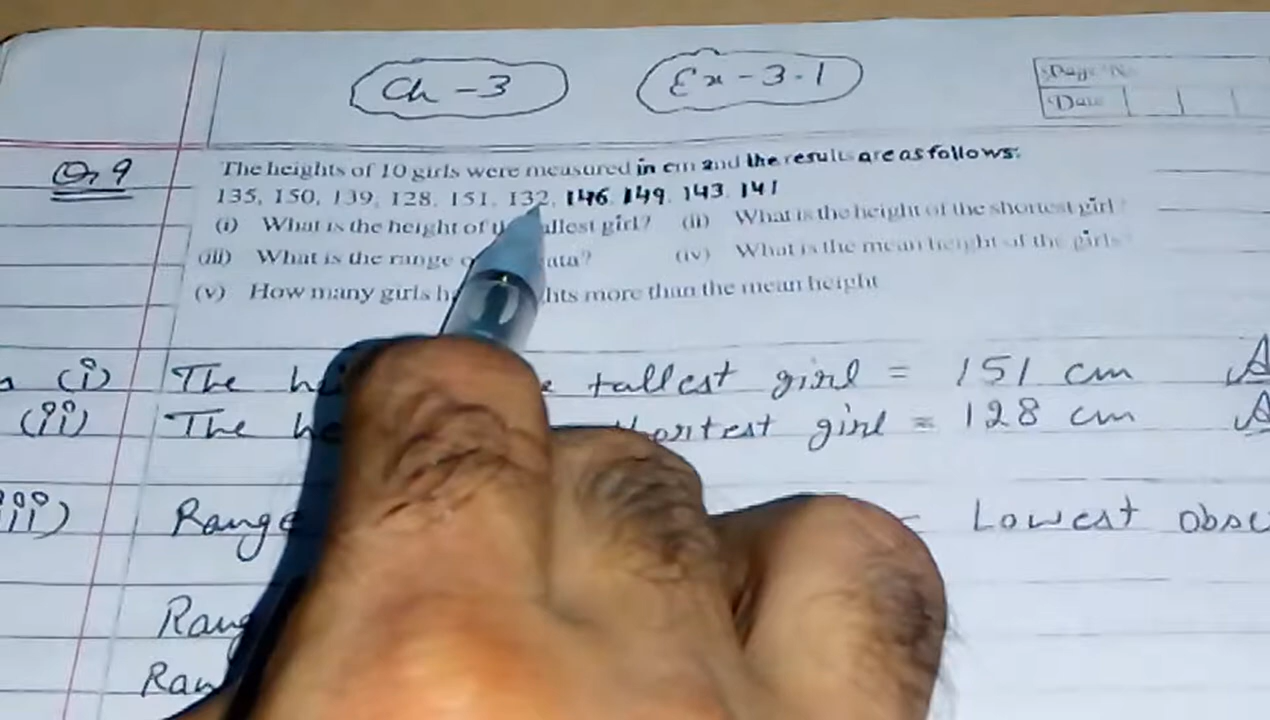 Ch - 3 Ex - 3.1
Page No.
Date
Q.9 The heights of 10 girls were measured in cm and the results are as follows:
135, 150, 139, 128, 151, 132, 146, 149, 143, 141
(i) What is the height of the tallest girl? (ii) What is the height of the shortest girl?
(iii) What is the range data? (iv) What is the mean height of the girls
(v) How many girls more than the mean height
(i) The tallest girl = 151 cm
(ii) The shortest girl = 128 cm
(iii) Range - Lowest